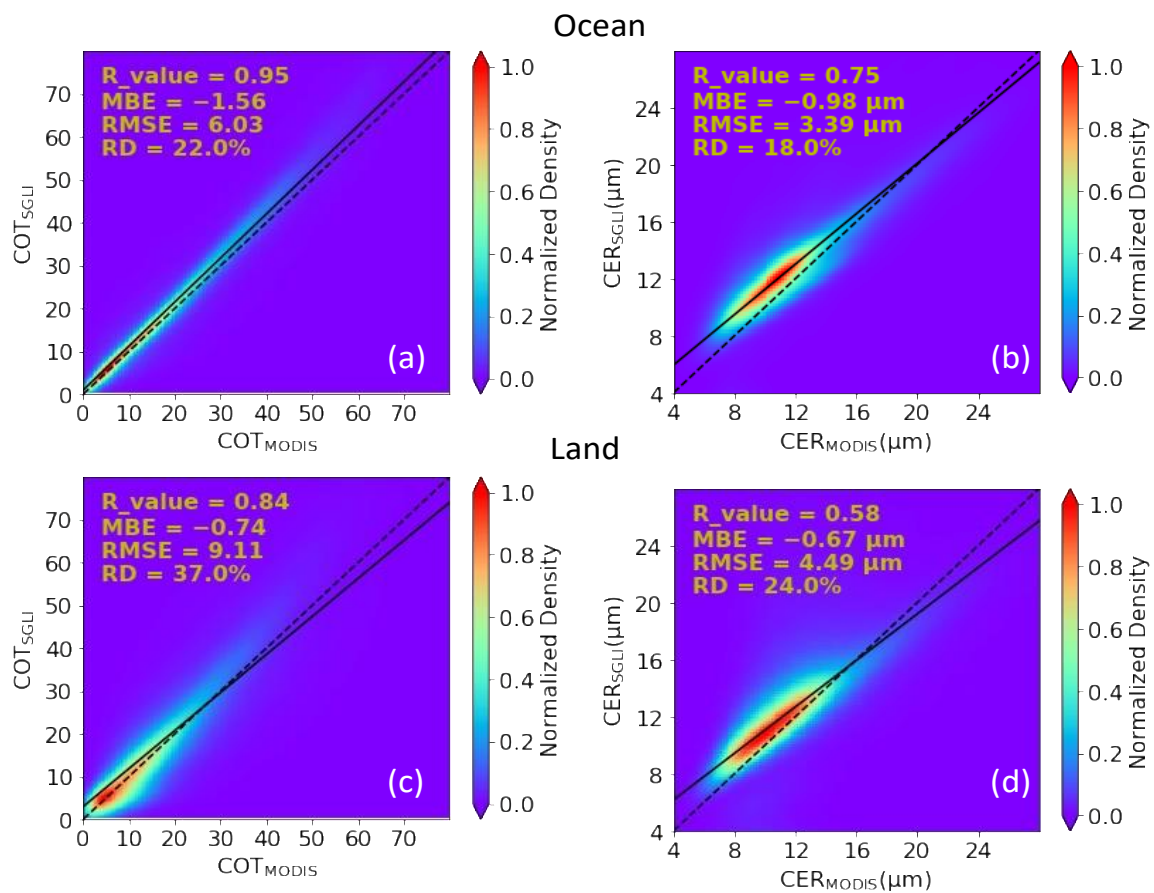 Ocean
R_value = 0.95
MBE = −1.56
RMSE = 6.03
RD = 22.0%
COT_SGLI
70
60
50
40
30
20
10
0
0 10 20 30 40 50 60 70
COT_MODIS
(a)
1.0
0.8
0.6
0.4
0.2
0.0
Normalized Density
R_value = 0.75
MBE = −0.98 μm
RMSE = 3.39 μm
RD = 18.0%
CER_SGLI(μm)
24
20
16
12
8
4
4 8 12 16 20 24
CER_MODIS(μm)
(b)
1.0
0.8
0.6
0.4
0.2
0.0
Normalized Density
Land
R_value = 0.84
MBE = −0.74
RMSE = 9.11
RD = 37.0%
COT_SGLI
70
60
50
40
30
20
10
0
0 10 20 30 40 50 60 70
COT_MODIS
(c)
1.0
0.8
0.6
0.4
0.2
0.0
Normalized Density
R_value = 0.58
MBE = −0.67 μm
RMSE = 4.49 μm
RD = 24.0%
CER_SGLI(μm)
24
20
16
12
8
4
4 8 12 16 20 24
CER_MODIS(μm)
(d)
1.0
0.8
0.6
0.4
0.2
0.0
Normalized Density